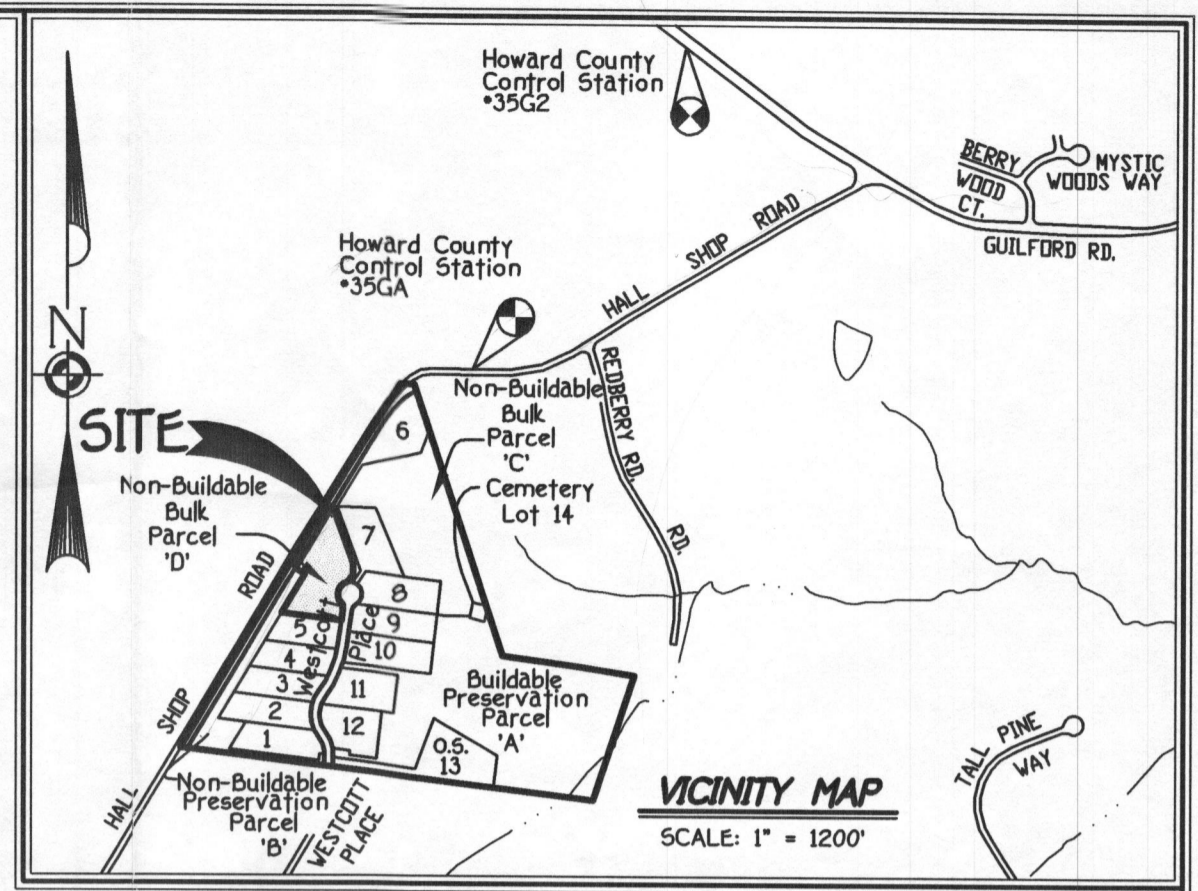 Howard County
Control Station
•35G2
BERRY
WOOD
CT.
MYSTIC
WOODS WAY
GUILFORD RD.
HALL SHOP ROAD
Howard County
Control Station
•35GA
N
REDBERRY RD.
RD.
Non-Buildable
Bulk
Parcel
'C'
Cemetery
Lot 14
SITE
6
Non-Buildable
Bulk
Parcel
'D'
7
8
9
10
11
12
5
4
3
2
1
Westcott Place
HALL SHOP ROAD
Buildable
Preservation
Parcel
'A'
O.S.
13
Non-Buildable
Preservation
Parcel
'B'
WESTCOTT
PLACE
TALL PINE
WAY
VICINITY MAP
SCALE: 1" = 1200'